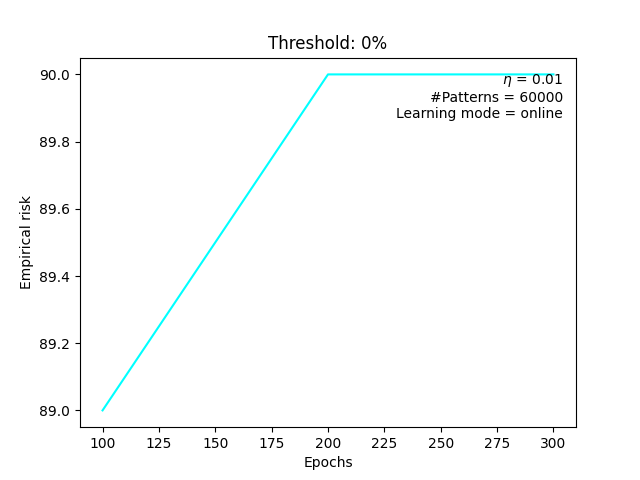 Threshold: 0%
90.0
η = 0.01
#Patterns = 60000
Learning mode = online
89.8
89.6
89.4
89.2
89.0
Empirical risk
100 125 150 175 200 225 250 275 300
Epochs